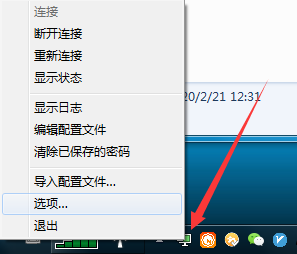 连接
断开连接
重新连接
显示状态
显示日志
编辑配置文件
清除已保存的密码
导入配置文件...
选项...
退出
20/2/21 12:31